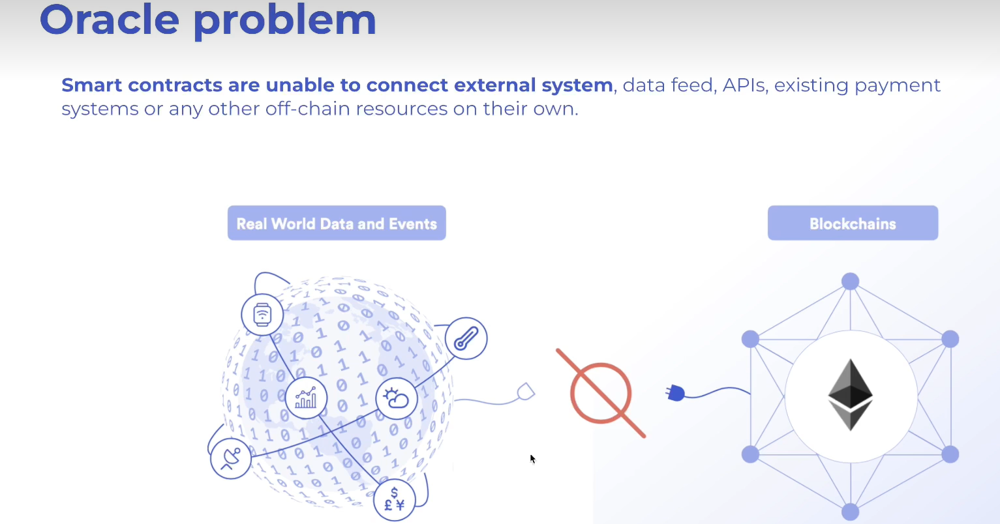 Oracle problem
Smart contracts are unable to connect external system, data feed, APIs, existing payment
systems or any other off-chain resources on their own.
Real World Data and Events
Blockchains
$
£ ¥